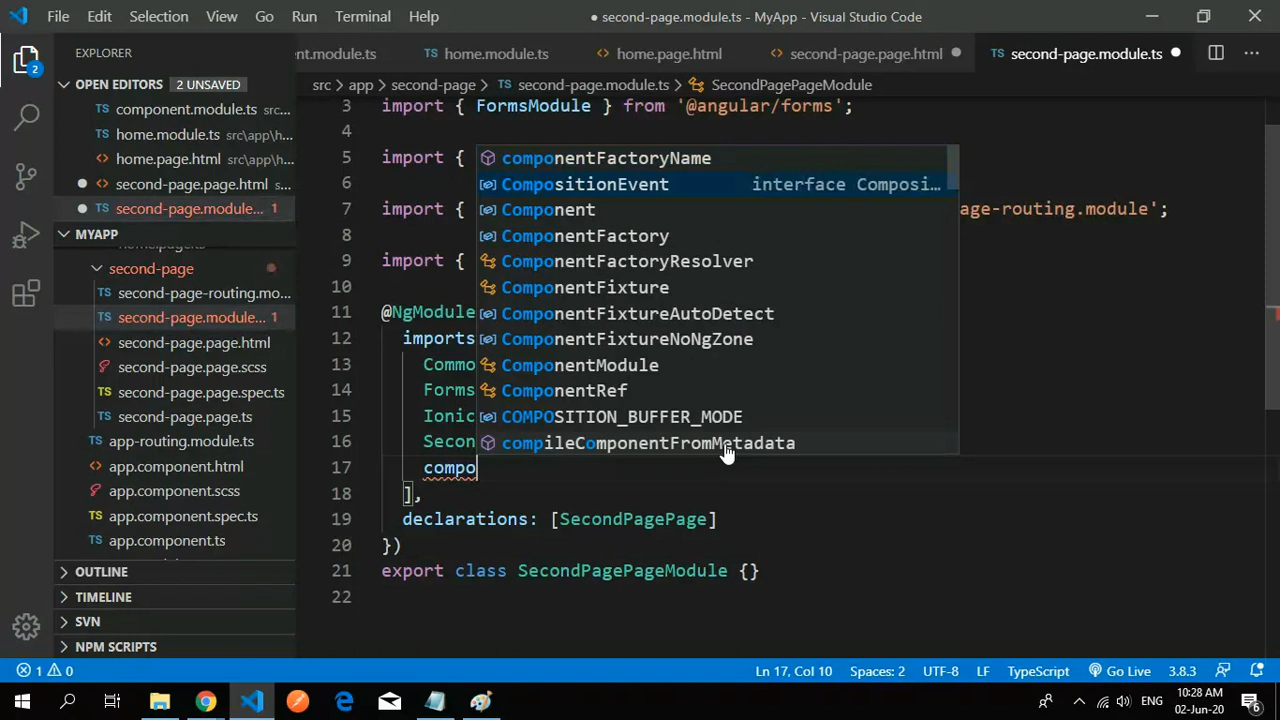 File Edit Selection View Go Run Terminal Help
● second-page.module.ts - MyApp - Visual Studio Code
EXPLORER
OPEN EDITORS 2 UNSAVED
component.module.ts
home.module.ts src\app\h...
home.page.html src\app\h...
second-page.page.html
second-page.module... 1
MYAPP
second-page
second-page-routing.mo...
second-page.module... 1
second-page.page.html
second-page.page.scss
second-page.page.spec.ts
second-page.page.ts
app-routing.module.ts
app.component.html
app.component.scss
app.component.spec.ts
app.component.ts
OUTLINE
TIMELINE
SVN
NPM SCRIPTS
2
ent.module.ts TS home.module.ts home.page.html second-page.page.html TS second-page.module.ts
src > app > second-page > TS second-page.module.ts > SecondPagePageModule
3 import { FormsModule } from '@angular/forms';
4
5 import {
6
7 import { age-routing.module';
8
9 import {
10
11 @NgModule
12 imports
13 Commo
14 Forms
15 Ionic
16 Secon
17 compo
18 ],
19 declarations: [SecondPagePage]
20 })
21 export class SecondPagePageModule {}
22
componentFactoryName
CompositionEvent interface Composi...
Component
ComponentFactory
ComponentFactoryResolver
ComponentFixture
ComponentFixtureAutoDetect
ComponentFixtureNoNgZone
ComponentModule
ComponentRef
COMPOSITION_BUFFER_MODE
compileComponentFromMetadata
1 0 Ln 17, Col 10 Spaces: 2 UTF-8 LF TypeScript Go Live 3.8.3
ENG 10:28 AM
02-Jun-20 6